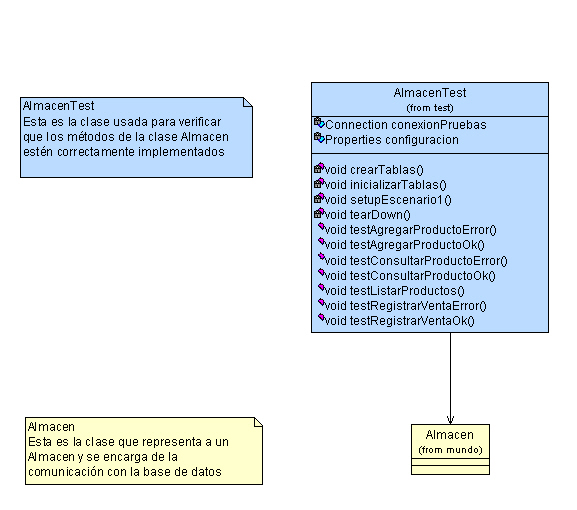 AlmacenTest
Esta es la clase usada para verificar
que los métodos de la clase Almacen
estén correctamente implementados
AlmacenTest
(from test)
Connection conexionPruebas
Properties configuracion
void crearTablas()
void inicializarTablas()
void setupEscenario1()
void tearDown()
void testAgregarProductoError()
void testAgregarProductoOk()
void testConsultarProductoError()
void testConsultarProductoOk()
void testListarProductos()
void testRegistrarVentaError()
void testRegistrarVentaOk()
Almacen
Esta es la clase que representa a un
Almacen y se encarga de la
comunicación con la base de datos
Almacen
(from mundo)